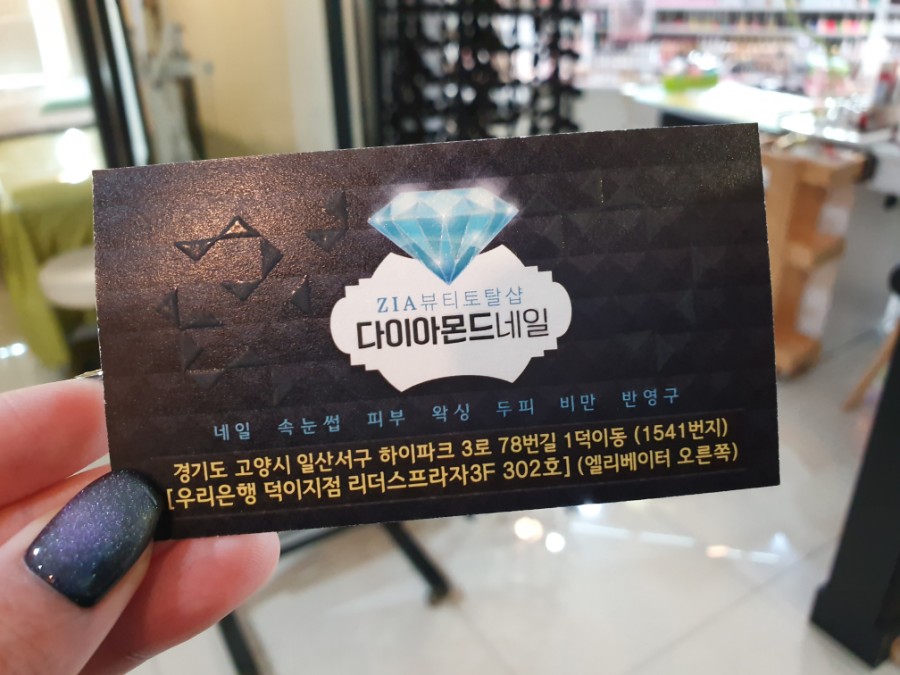 ZIA뷰티토탈샵
다이아몬드네일
네일 속눈썹 피부 왁싱 두피 비만 반영구
경기도 고양시 일산서구 하이파크 3로 78번길 1덕이동 (1541번지)
[우리은행 덕이지점 리더스프라자3F 302호] (엘리베이터 오른쪽)